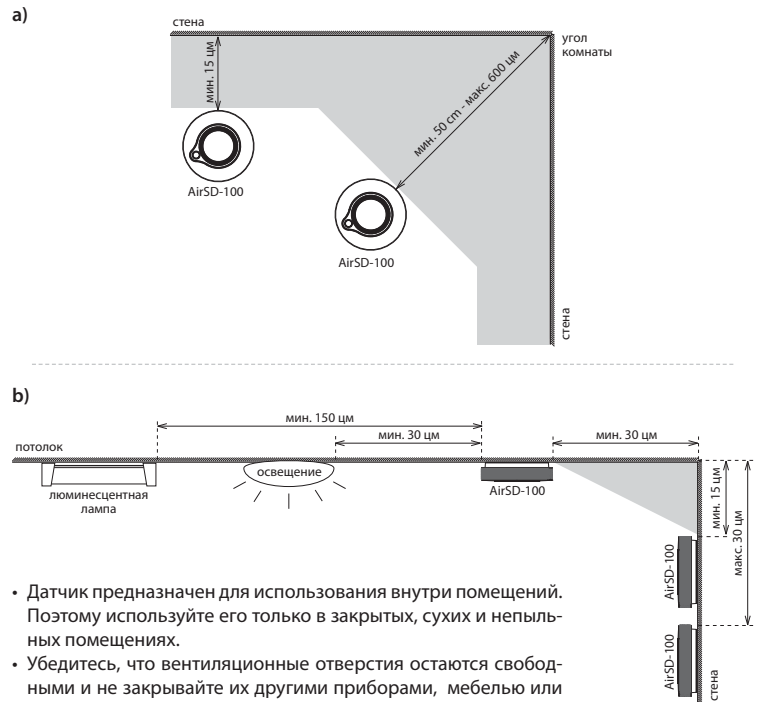 a)
стена
угол
комнаты
мин. 15 цм
мин. 50 cm - макс. 600 цм
AirSD-100
AirSD-100
стена
b)
мин. 150 цм
мин. 30 цм
мин. 30 цм
потолок
освещение
AirSD-100
люминесцентная
лампа
мин. 15 цм
макс. 30 цм
AirSD-100
AirSD-100
стена
• Датчик предназначен для использования внутри помещений.
Поэтому используйте его только в закрытых, сухих и непыль-
ных помещениях.
• Убедитесь, что вентиляционные отверстия остаются свобод-
ными и не закрывайте их другими приборами, мебелью или